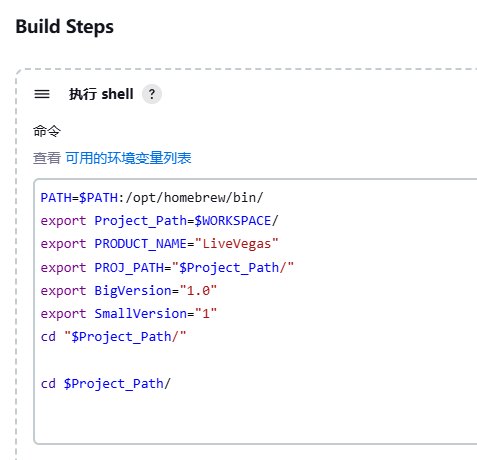 Build Steps
执行 shell ?
命令
查看 可用的环境变量列表
PATH=$PATH:/opt/homebrew/bin/
export Project_Path=$WORKSPACE/
export PRODUCT_NAME="LiveVegas"
export PROJ_PATH="$Project_Path/"
export BigVersion="1.0"
export SmallVersion="1"
cd "$Project_Path/"
cd $Project_Path/